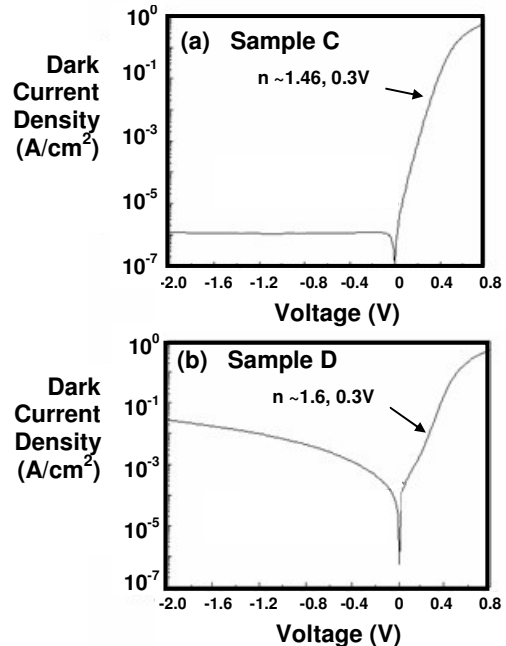 (a) Sample C
n ~1.46, 0.3V
Dark
Current
Density
(A/cm²)
10⁰
10⁻¹
10⁻³
10⁻⁵
10⁻⁷
-2.0 -1.6 -1.2 -0.8 -0.4 0 0.4 0.8
Voltage (V)
(b) Sample D
n ~1.6, 0.3V
Dark
Current
Density
(A/cm²)
10⁰
10⁻¹
10⁻³
10⁻⁵
10⁻⁷
-2.0 -1.6 -1.2 -0.8 -0.4 0 0.4 0.8
Voltage (V)